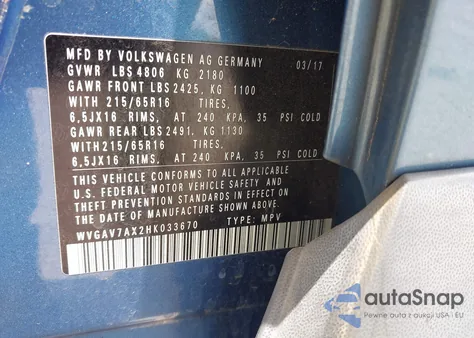 MFD BY VOLKSWAGEN AG GERMANY 03/17
GVWR LBS 4806 KG 2180
GAWR FRONT LBS 2425, KG 1100
WITH 215/65R16 TIRES,
6,5JX16 RIMS, AT 240 KPA, 35 PSI COLD
GAWR REAR LBS 2491, KG 1130
WITH 215/65R16 TIRES,
6,5JX16 RIMS, AT 240 KPA, 35 PSI COLD
THIS VEHICLE CONFORMS TO ALL APPLICABLE
U.S. FEDERAL MOTOR VEHICLE SAFETY AND
THEFT PREVENTION STANDARDS IN EFFECT ON
THE DATE OF MANUFACTURE SHOWN ABOVE
WVGAV7AX2HK033670 TYPE: MPV
autoSnap
Pewne auta z USA i EU